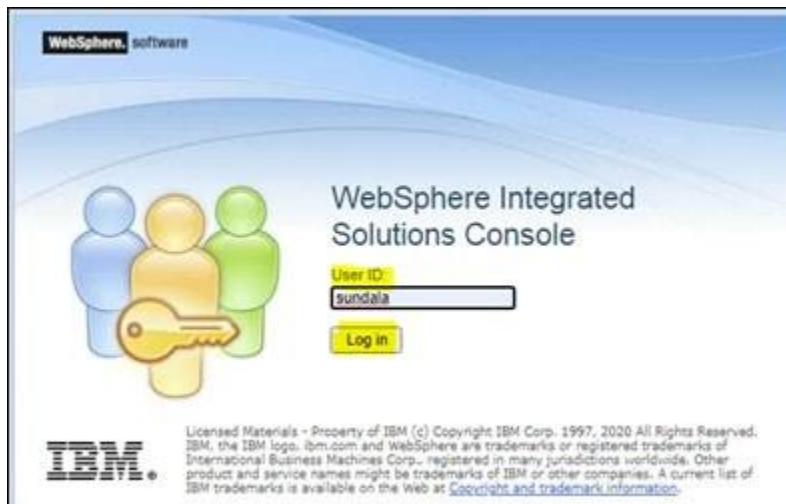 WebSphere. software
WebSphere Integrated
Solutions Console
User ID:
sundala
Log in
Licensed Materials - Property of IBM (c) Copyright IBM Corp. 1997, 2020 All Rights Reserved.
IBM, the IBM logo, ibm.com and WebSphere are trademarks or registered trademarks of
International Business Machines Corp., registered in many jurisdictions worldwide. Other
product and service names might be trademarks of IBM or other companies. A current list of
IBM trademarks is available on the Web at Copyright and trademark information.
IBM.